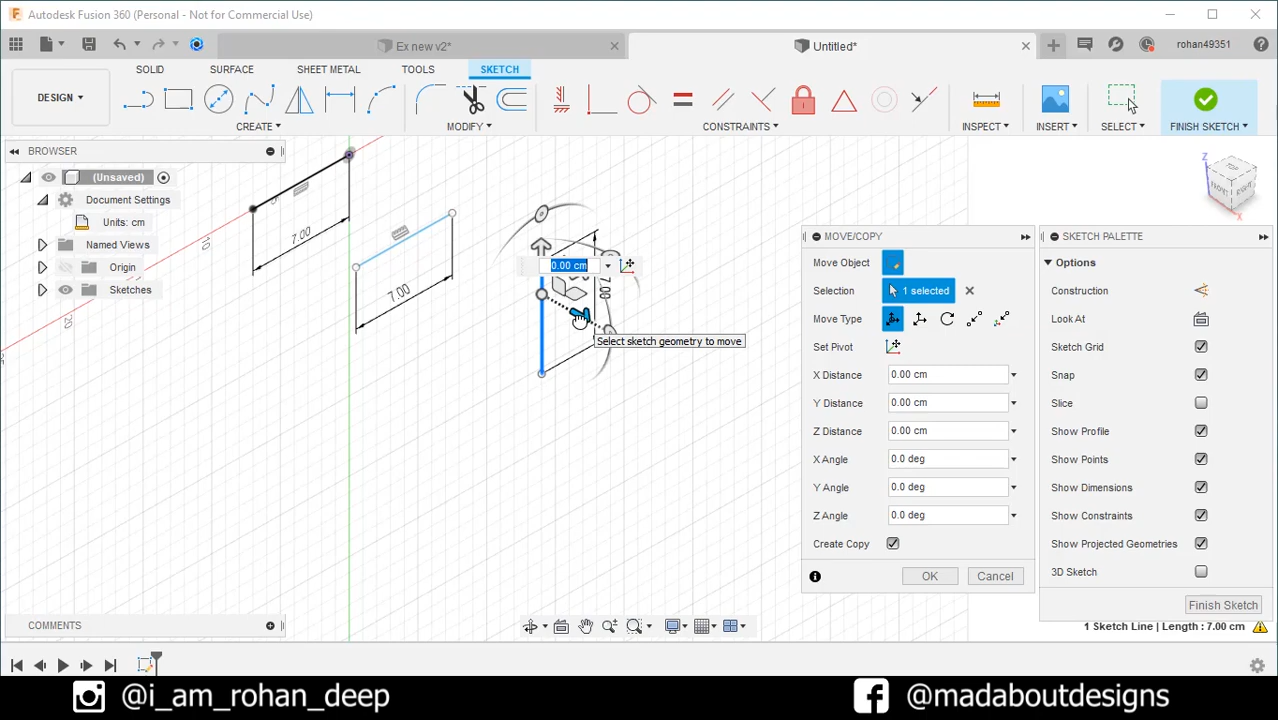 Autodesk Fusion 360 (Personal - Not for Commercial Use)
Ex new v2*
Untitled*
rohan49351
SOLID
SURFACE
SHEET METAL
TOOLS
SKETCH
DESIGN
CREATE
MODIFY
CONSTRAINTS
INSPECT
INSERT
SELECT
FINISH SKETCH
BROWSER
(Unsaved)
Document Settings
Units: cm
Named Views
Origin
Sketches
Z
FRONT
RIGHT
X
7.00
7.00
7.00
10
20
0.00 cm
Select sketch geometry to move
MOVE/COPY
Move Object
Selection
1 selected
Move Type
Set Pivot
X Distance
0.00 cm
Y Distance
0.00 cm
Z Distance
0.00 cm
X Angle
0.0 deg
Y Angle
0.0 deg
Z Angle
0.0 deg
Create Copy
OK
Cancel
SKETCH PALETTE
Options
Construction
Look At
Sketch Grid
Snap
Slice
Show Profile
Show Points
Show Dimensions
Show Constraints
Show Projected Geometries
3D Sketch
Finish Sketch
COMMENTS
1 Sketch Line | Length : 7.00 cm
@i_am_rohan_deep
@madaboutdesigns